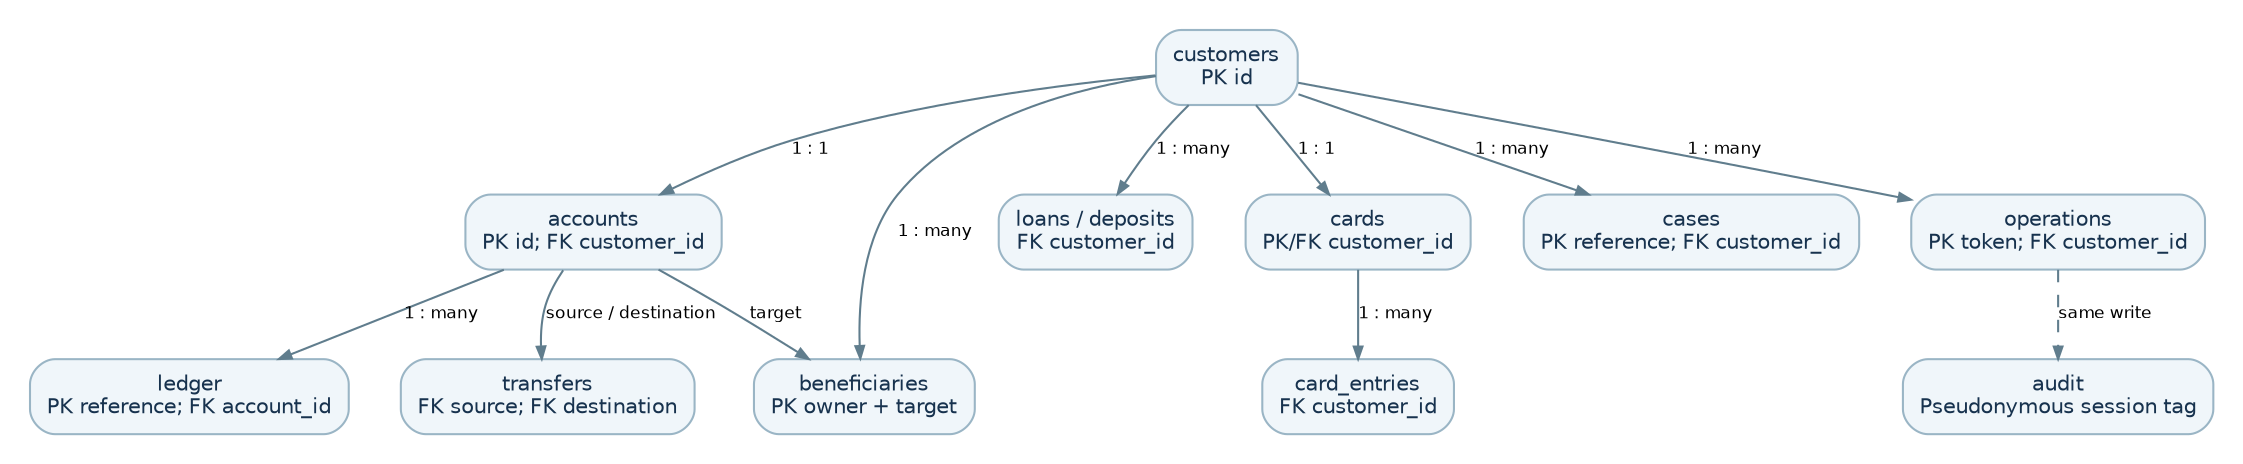 customers
PK id
1 : 1
1 : many
1 : 1
1 : many
1 : many
accounts
PK id; FK customer_id
1 : many
loans / deposits
FK customer_id
cards
PK/FK customer_id
cases
PK reference; FK customer_id
operations
PK token; FK customer_id
1 : many
source / destination
target
1 : many
same write
ledger
PK reference; FK account_id
transfers
FK source; FK destination
beneficiaries
PK owner + target
card_entries
FK customer_id
audit
Pseudonymous session tag